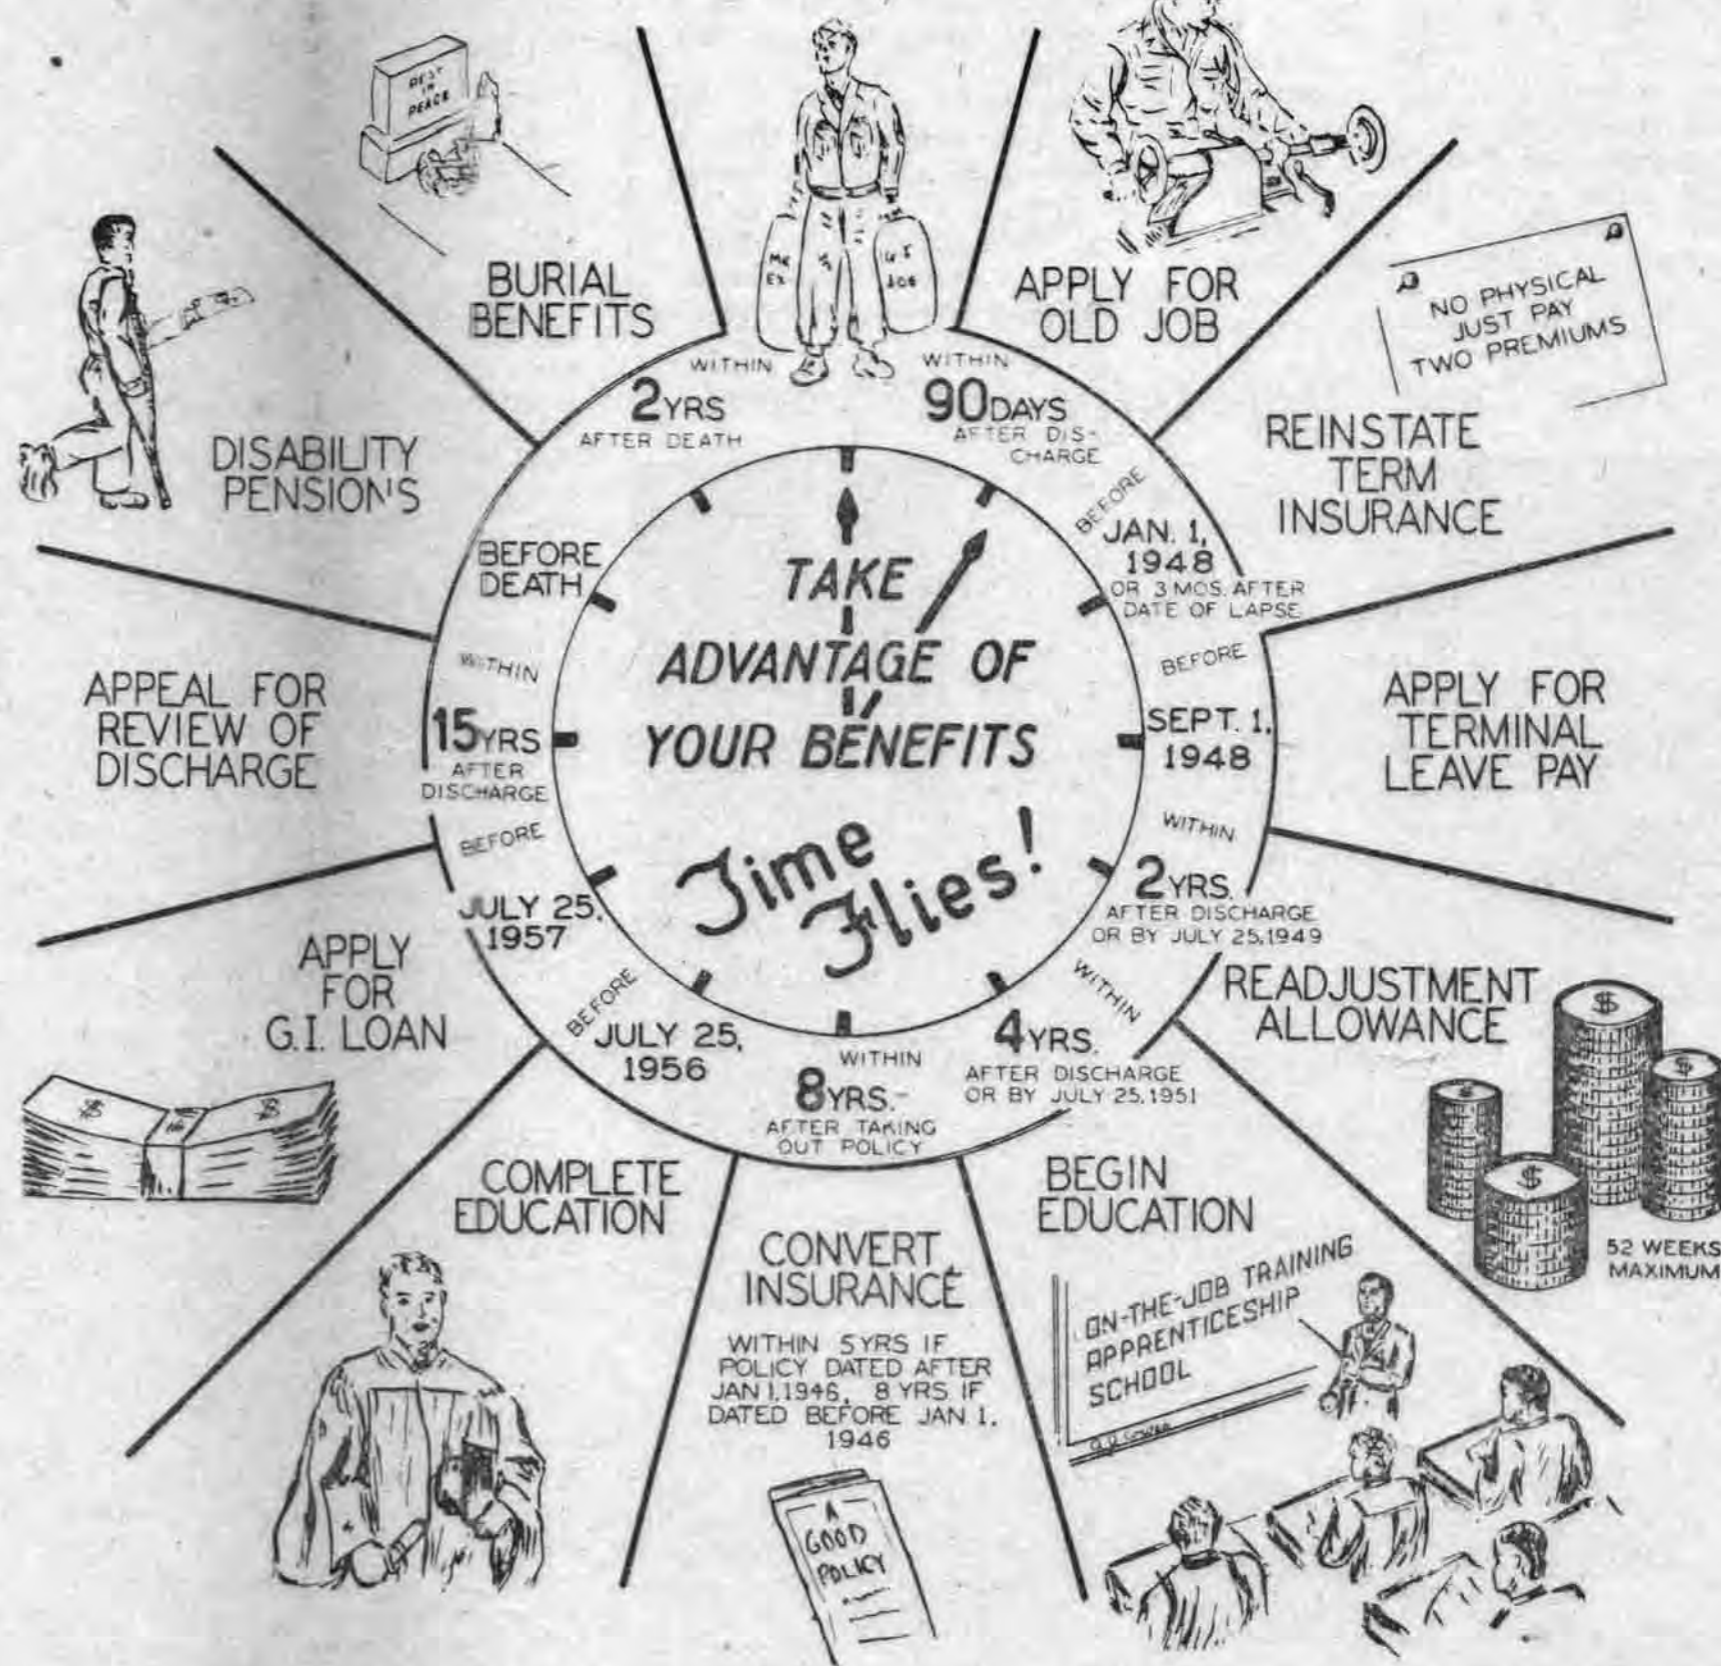 REST
IN
PEACE
BURIAL
BENEFITS
WITHIN
2YRS
AFTER DEATH
MR
EX
G.I.
JOE
APPLY FOR
OLD JOB
WITHIN
90DAYS
AFTER DIS-
CHARGE
NO PHYSICAL
JUST PAY
TWO PREMIUMS
REINSTATE
TERM
INSURANCE
BEFORE
JAN. 1,
1948
OR 3 MOS. AFTER
DATE OF LAPSE
APPLY FOR
TERMINAL
LEAVE PAY
BEFORE
SEPT. 1,
1948
READJUSTMENT
ALLOWANCE
WITHIN
2YRS.
AFTER DISCHARGE
OR BY JULY 25,1949
$
$
$
$
52 WEEKS
MAXIMUM
BEGIN
EDUCATION
WITHIN
4YRS.
AFTER DISCHARGE
OR BY JULY 25,1951
ON-THE-JOB TRAINING
APPRENTICESHIP
SCHOOL
CONVERT
INSURANCE
WITHIN
8YRS.-
AFTER TAKING
OUT POLICY
WITHIN 5YRS IF
POLICY DATED AFTER
JAN 1,1946, 8 YRS IF
DATED BEFORE JAN 1,
1946
A
GOOD
POLICY
COMPLETE
EDUCATION
BEFORE
JULY 25,
1956
APPLY
FOR
G.I. LOAN
BEFORE
JULY 25,
1957
$
$
APPEAL FOR
REVIEW OF
DISCHARGE
WITHIN
15YRS
AFTER
DISCHARGE
DISABILITY
PENSIONS
BEFORE
DEATH
TAKE
ADVANTAGE OF
YOUR BENEFITS
Time
Flies!